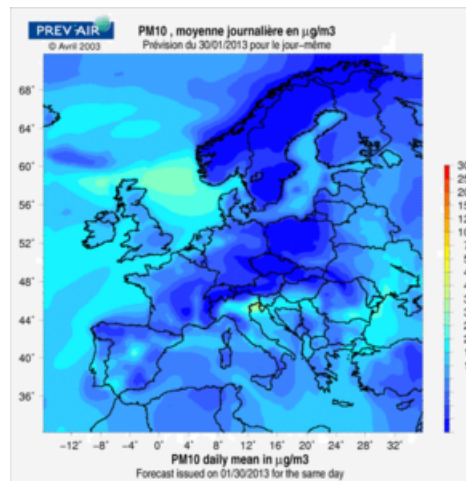 PREV'AIR
© Avril 2003
PM10 , moyenne journalière en µg/m3
Prévision du 30/01/2013 pour le jour-même
68°
64°
60°
56°
52°
48°
44°
40°
36°
−12° −8° −4° 0° 4° 8° 12° 16° 20° 24° 28° 32°
PM10 daily mean in µg/m3
Forecast issued on 01/30/2013 for the same day